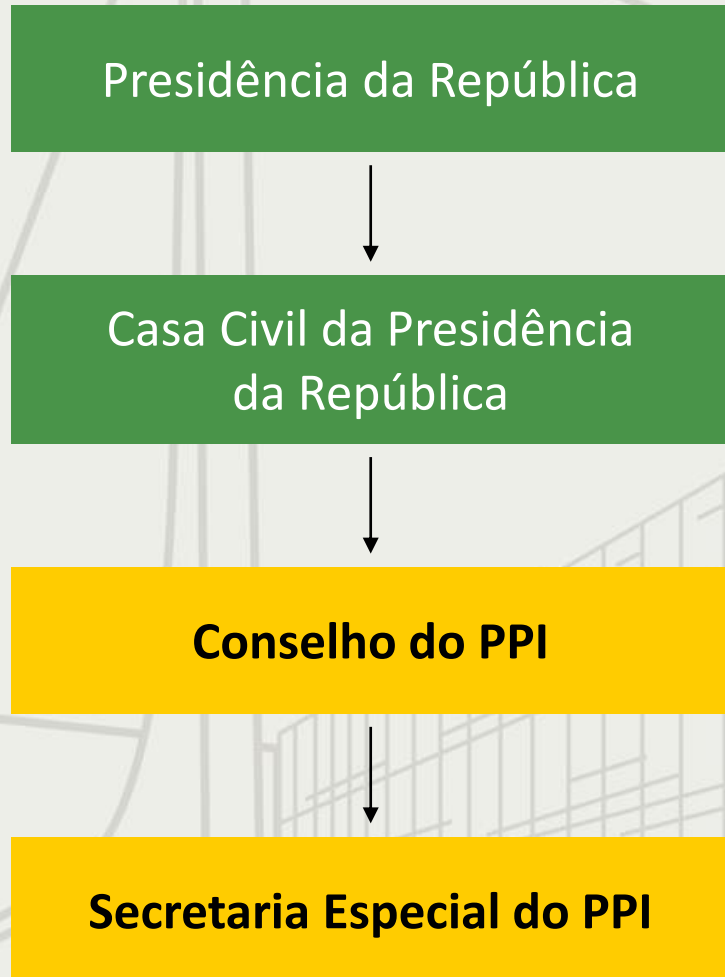 Presidência da República
Casa Civil da Presidência
da República
Conselho do PPI
Secretaria Especial do PPI